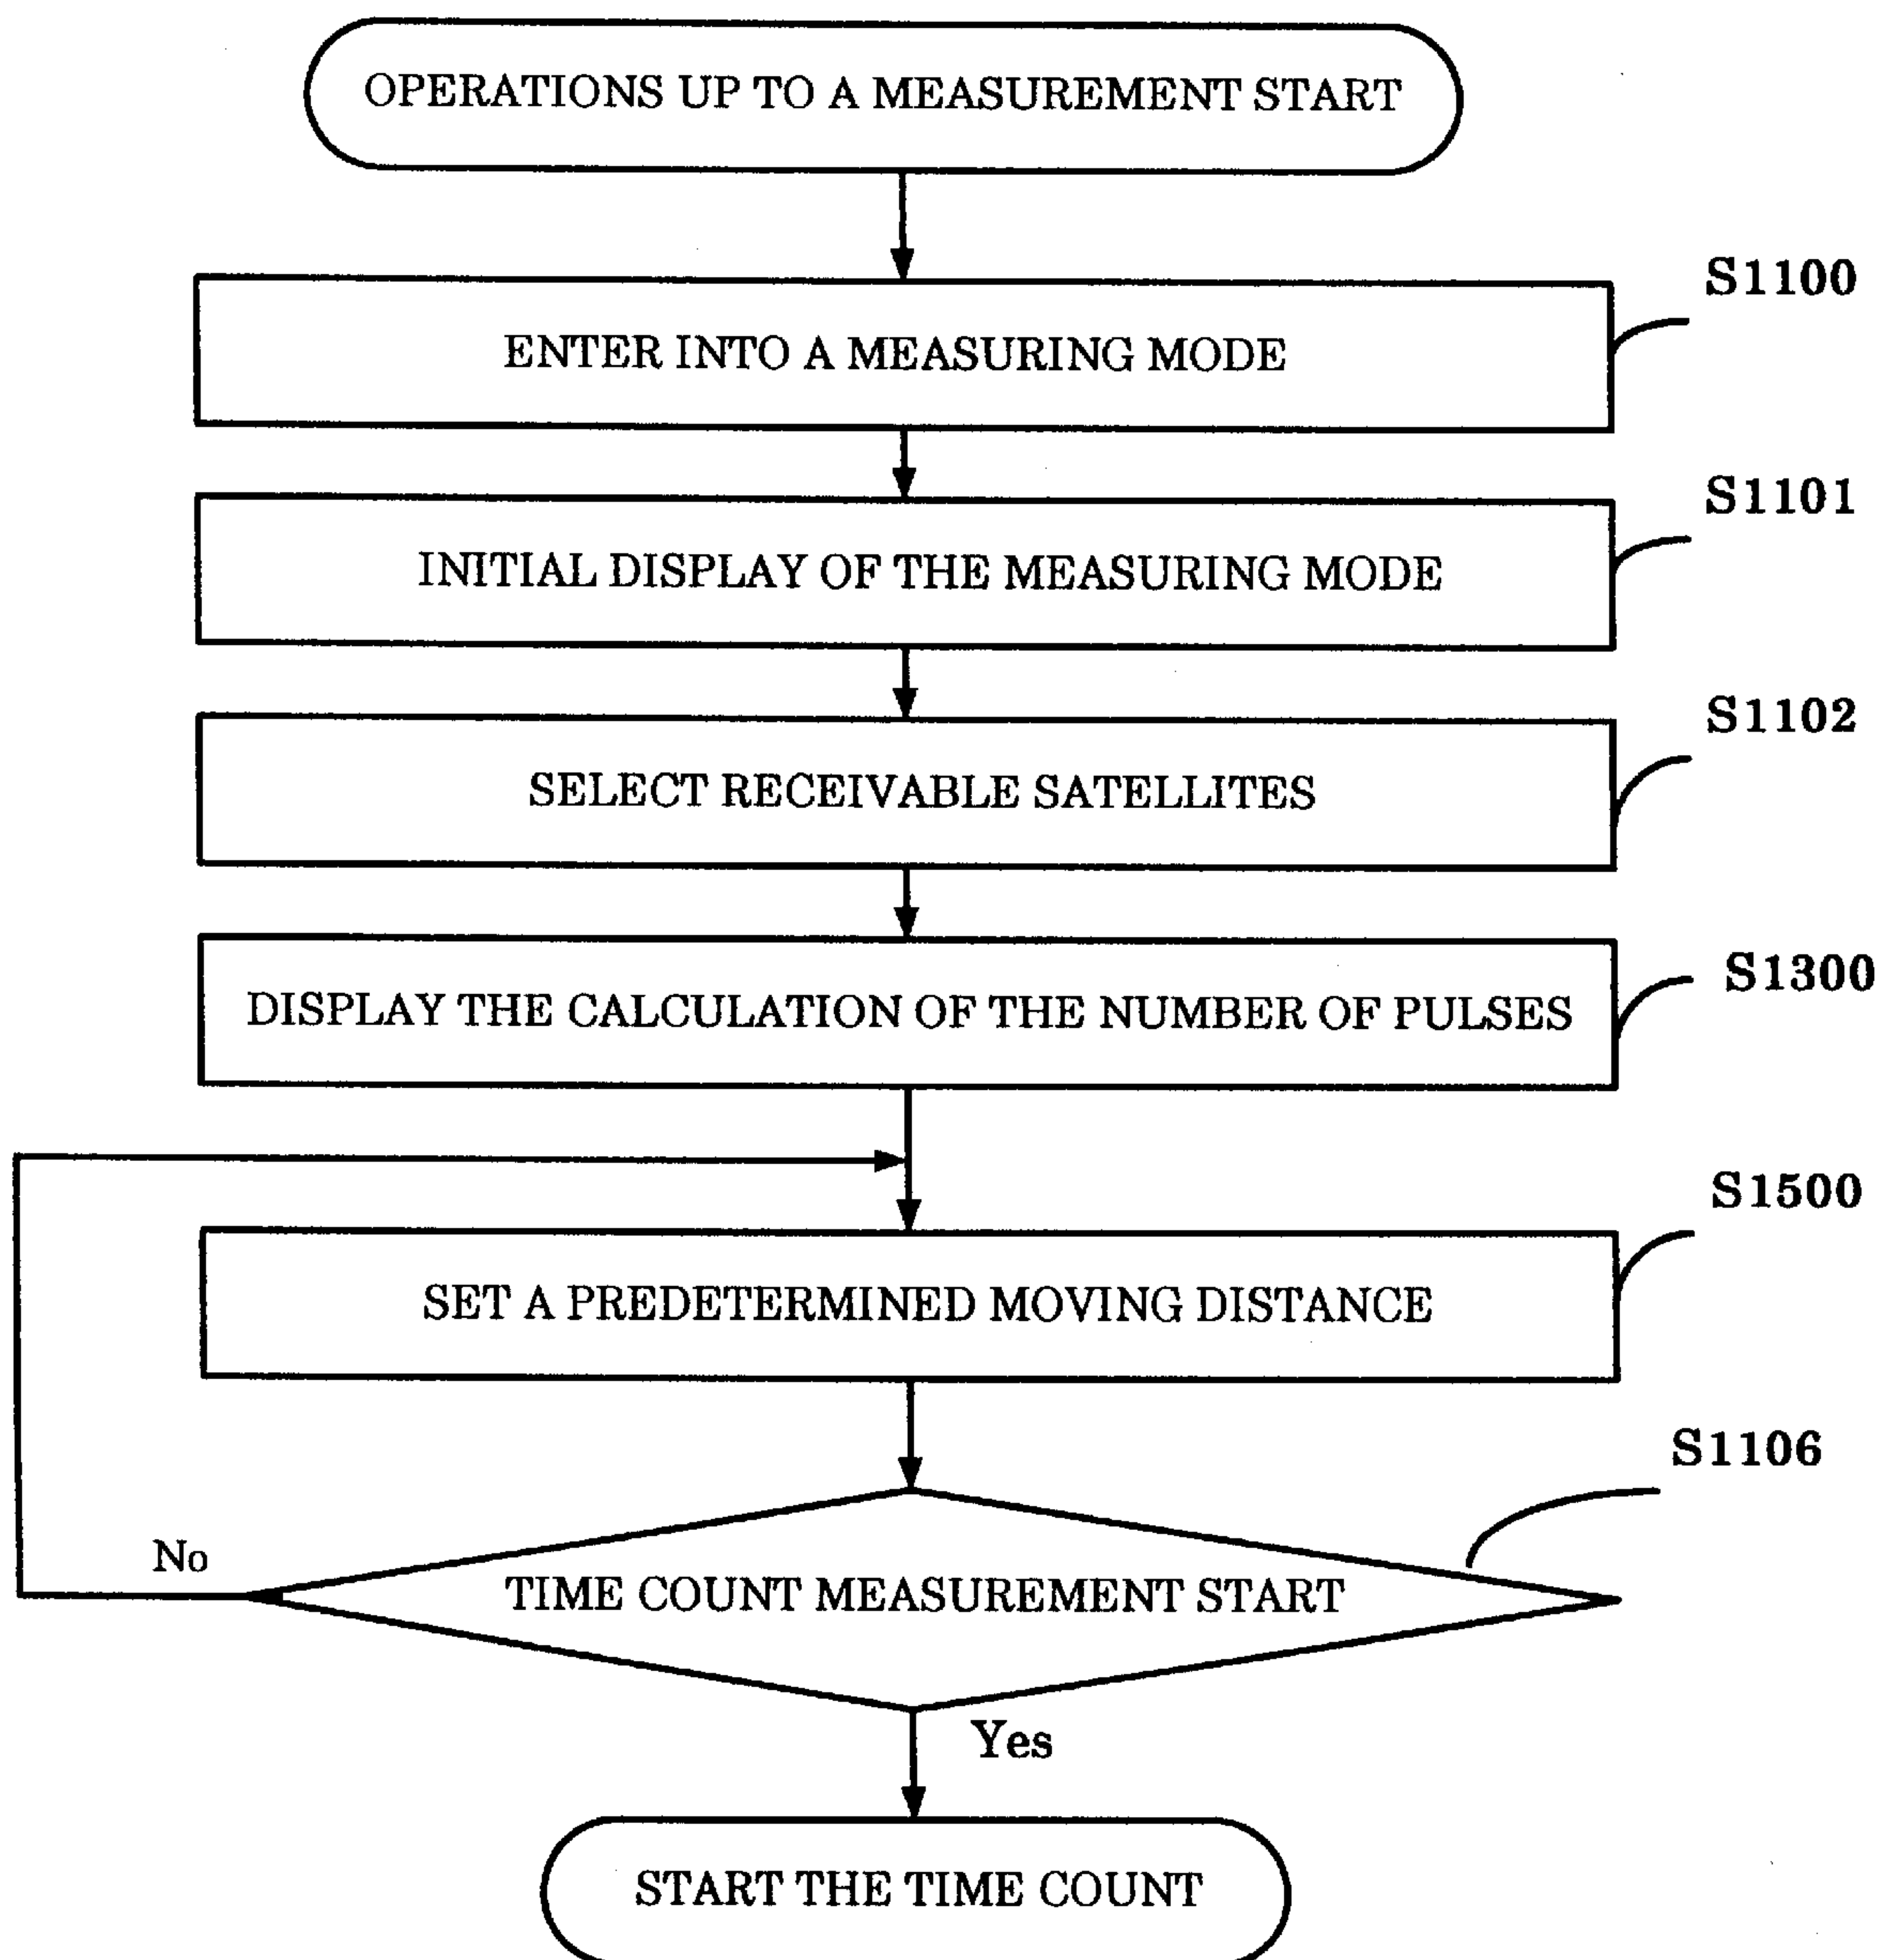 OPERATIONS UP TO A MEASUREMENT START
S1100
ENTER INTO A MEASURING MODE
S1101
INITIAL DISPLAY OF THE MEASURING MODE
S1102
SELECT RECEIVABLE SATELLITES
S1300
DISPLAY THE CALCULATION OF THE NUMBER OF PULSES
S1500
SET A PREDETERMINED MOVING DISTANCE
S1106
No
TIME COUNT MEASUREMENT START
Yes
START THE TIME COUNT